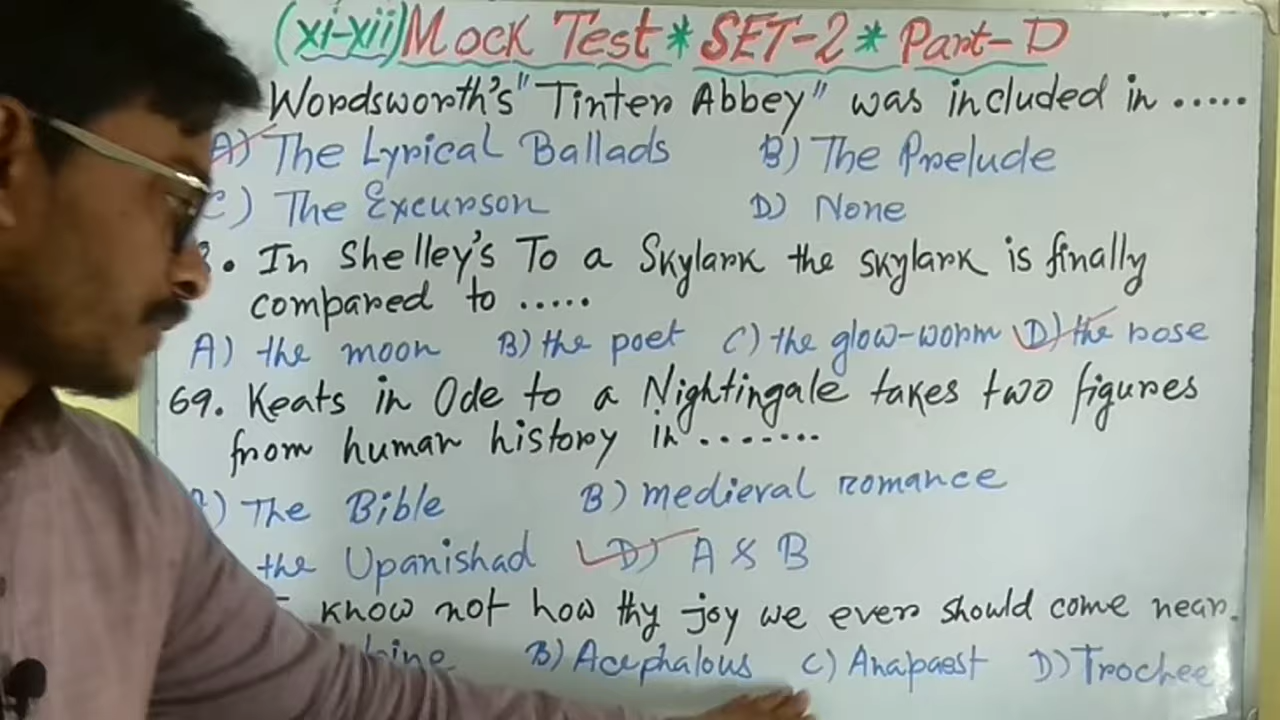 (xi-xii) Mock Test * SET-2 * Part-D
Wordsworth's "Tinten Abbey" was included in .....
A) The Lyrical Ballads B) The Prelude
C) The Excurson D) None
. In Shelley's To a Skylark the skylark is finally
compared to .....
A) the moon B) the poet C) the glow-worm D) the rose
69. Keats in Ode to a Nightingale takes two figures
from human history in .......
) The Bible B) medieval romance
the Upanishad D) A & B
know not how thy joy we ever should come near.
B) Acephalous C) Anapaest D) Trochee